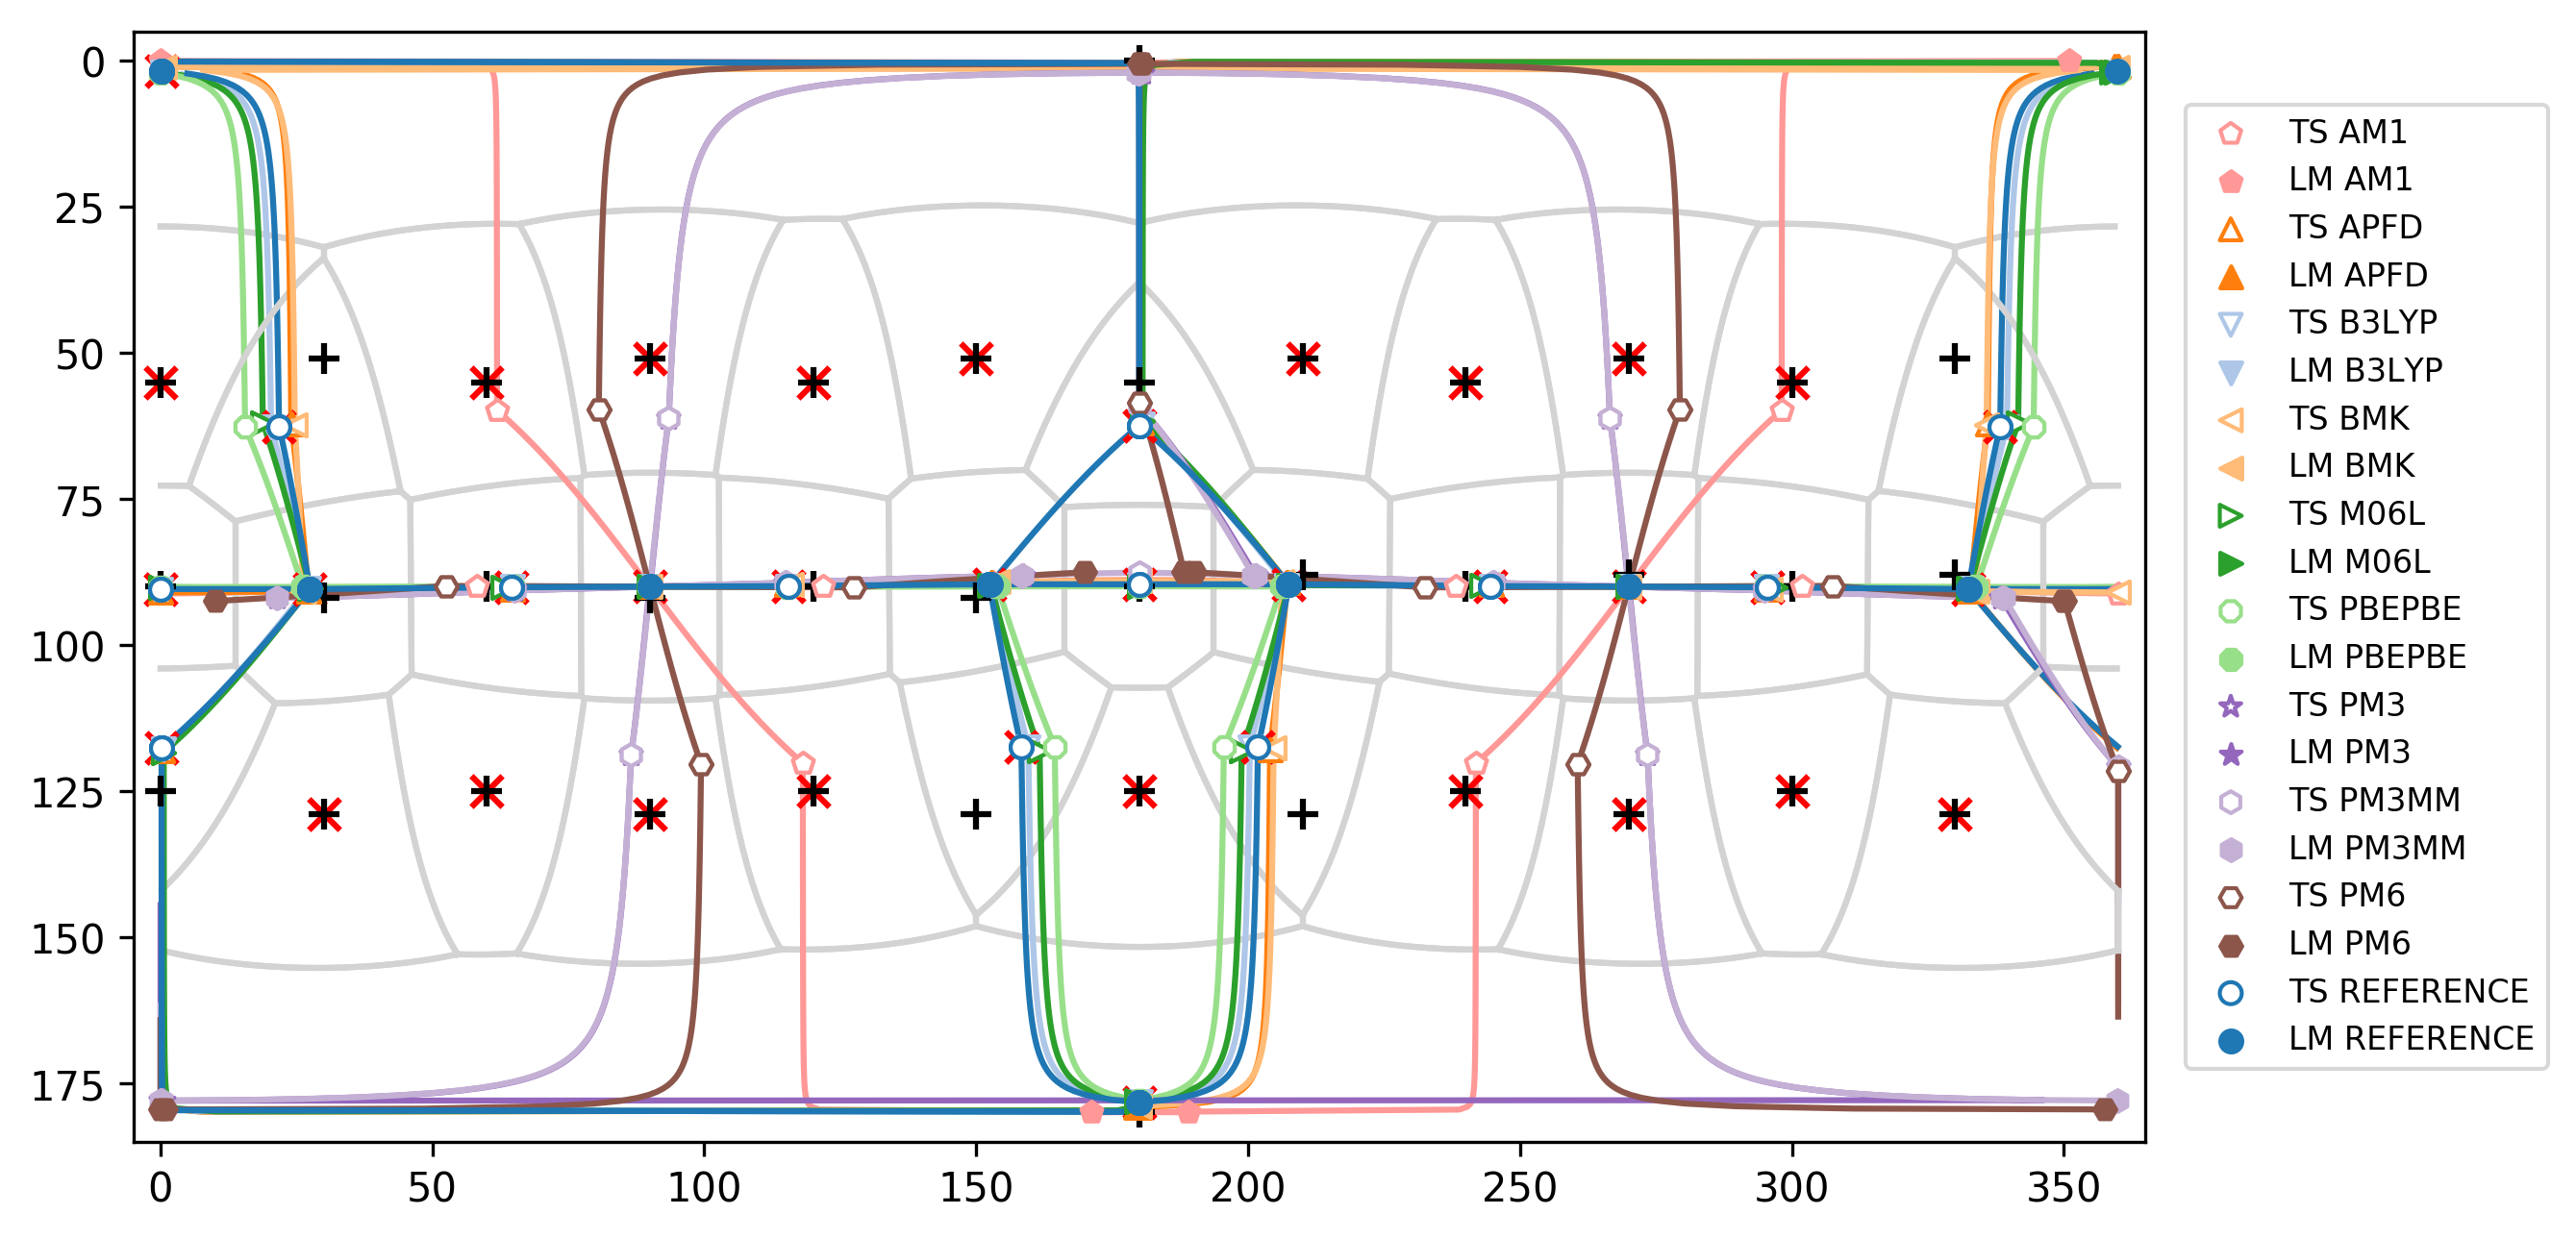 0
25
50
75
100
125
150
175
0
50
100
150
200
250
300
350
TS AM1
LM AM1
TS APFD
LM APFD
TS B3LYP
LM B3LYP
TS BMK
LM BMK
TS M06L
LM M06L
TS PBEPBE
LM PBEPBE
TS PM3
LM PM3
TS PM3MM
LM PM3MM
TS PM6
LM PM6
TS REFERENCE
LM REFERENCE